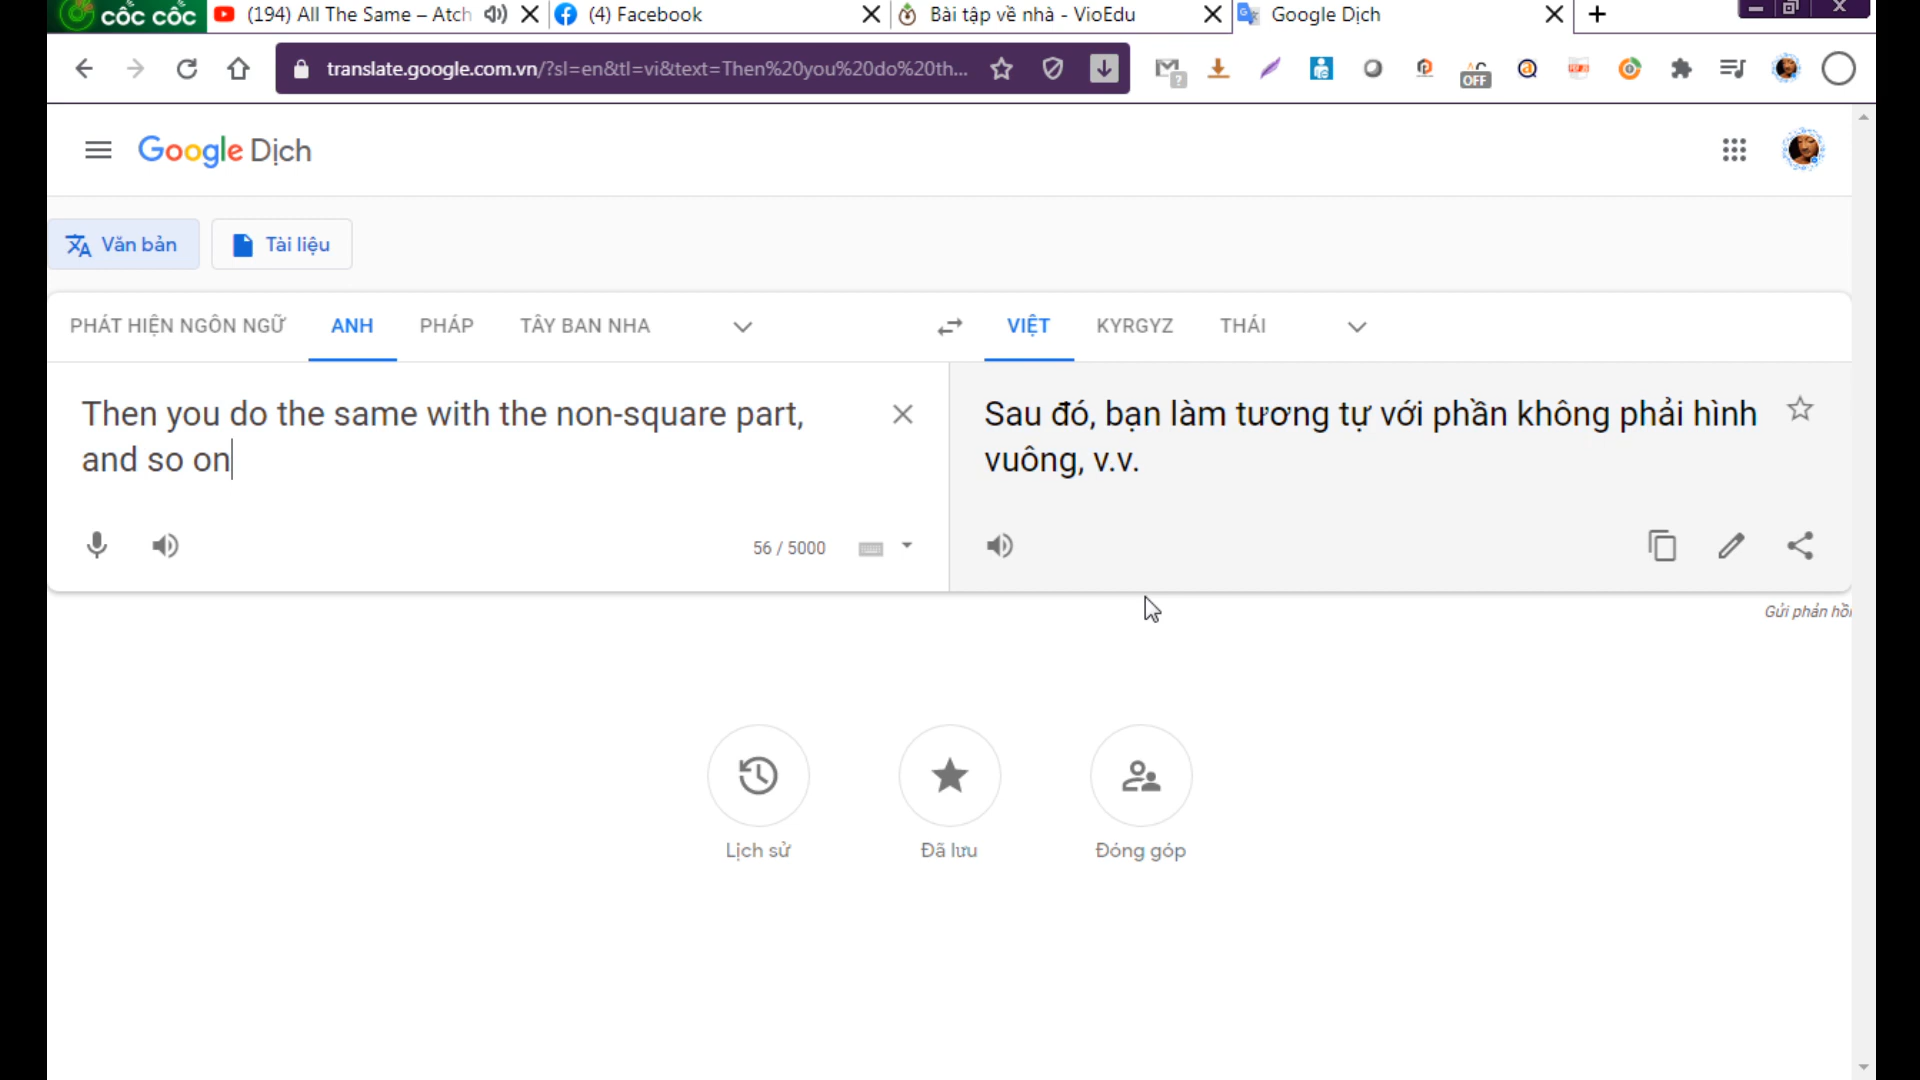 cốc cốc
(194) All The Same – Atch
(4) Facebook
Bài tập về nhà - VioEdu
Google Dịch
translate.google.com.vn/?sl=en&tl=vi&text=Then%20you%20do%20th...
OFF
Google Dịch
Văn bản
Tài liệu
PHÁT HIỆN NGÔN NGỮ
ANH
PHÁP
TÂY BAN NHA
VIỆT
KYRGYZ
THÁI
Then you do the same with the non-square part,
and so on
Sau đó, bạn làm tương tự với phần không phải hình
vuông, v.v.
56 / 5000
Gửi phản hồi
Lịch sử
Đã lưu
Đóng góp